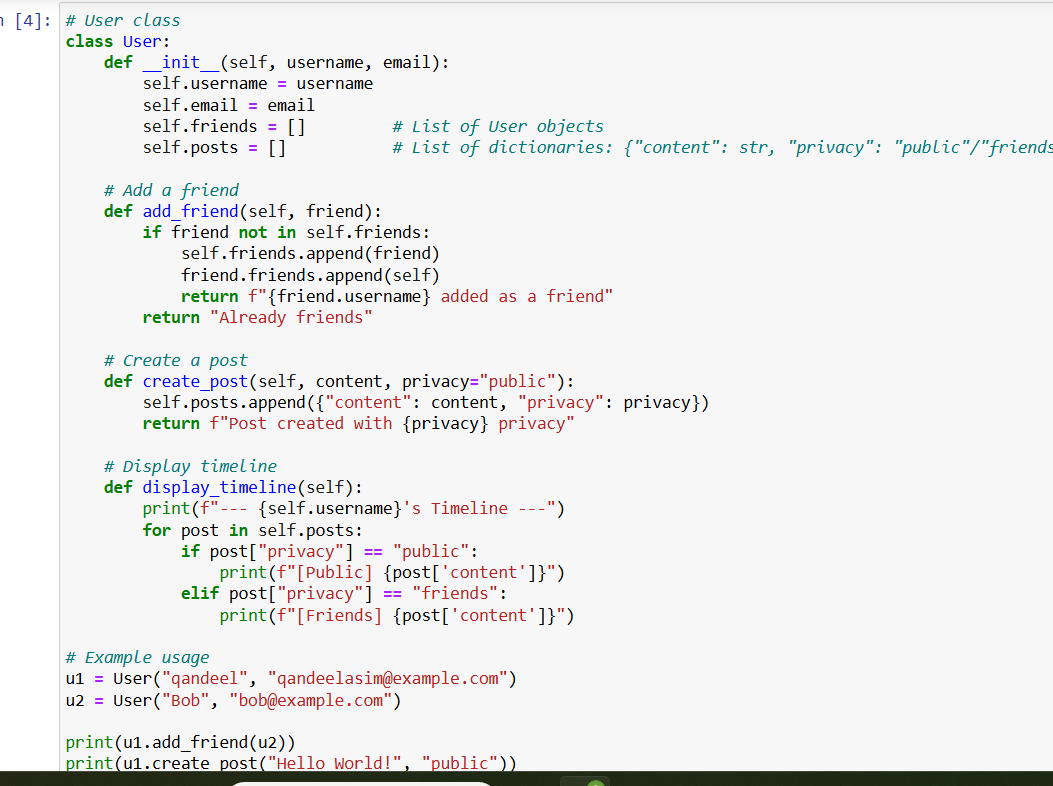 [4]: # User class
class User:
    def __init__(self, username, email):
        self.username = username
        self.email = email
        self.friends = []         # List of User objects
        self.posts = []           # List of dictionaries: {"content": str, "privacy": "public"/"friends

    # Add a friend
    def add_friend(self, friend):
        if friend not in self.friends:
            self.friends.append(friend)
            friend.friends.append(self)
            return f"{friend.username} added as a friend"
        return "Already friends"

    # Create a post
    def create_post(self, content, privacy="public"):
        self.posts.append({"content": content, "privacy": privacy})
        return f"Post created with {privacy} privacy"

    # Display timeline
    def display_timeline(self):
        print(f"--- {self.username}'s Timeline ---")
        for post in self.posts:
            if post["privacy"] == "public":
                print(f"[Public] {post['content']}")
            elif post["privacy"] == "friends":
                print(f"[Friends] {post['content']}")

# Example usage
u1 = User("qandeel", "qandeelasim@example.com")
u2 = User("Bob", "bob@example.com")

print(u1.add_friend(u2))
print(u1.create_post("Hello World!", "public"))